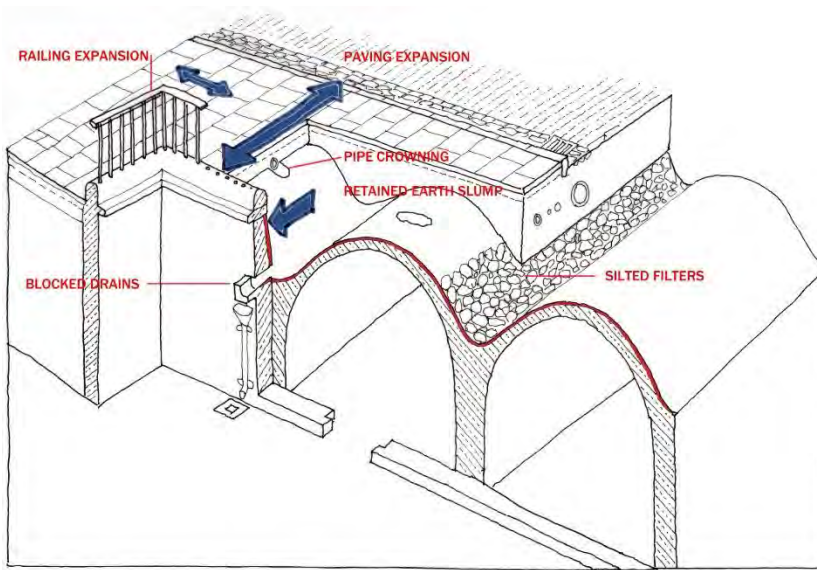 RAILING EXPANSION
PAVING EXPANSION
PIPE CROWNING
RETAINED EARTH SLUMP
BLOCKED DRAINS
SILTED FILTERS